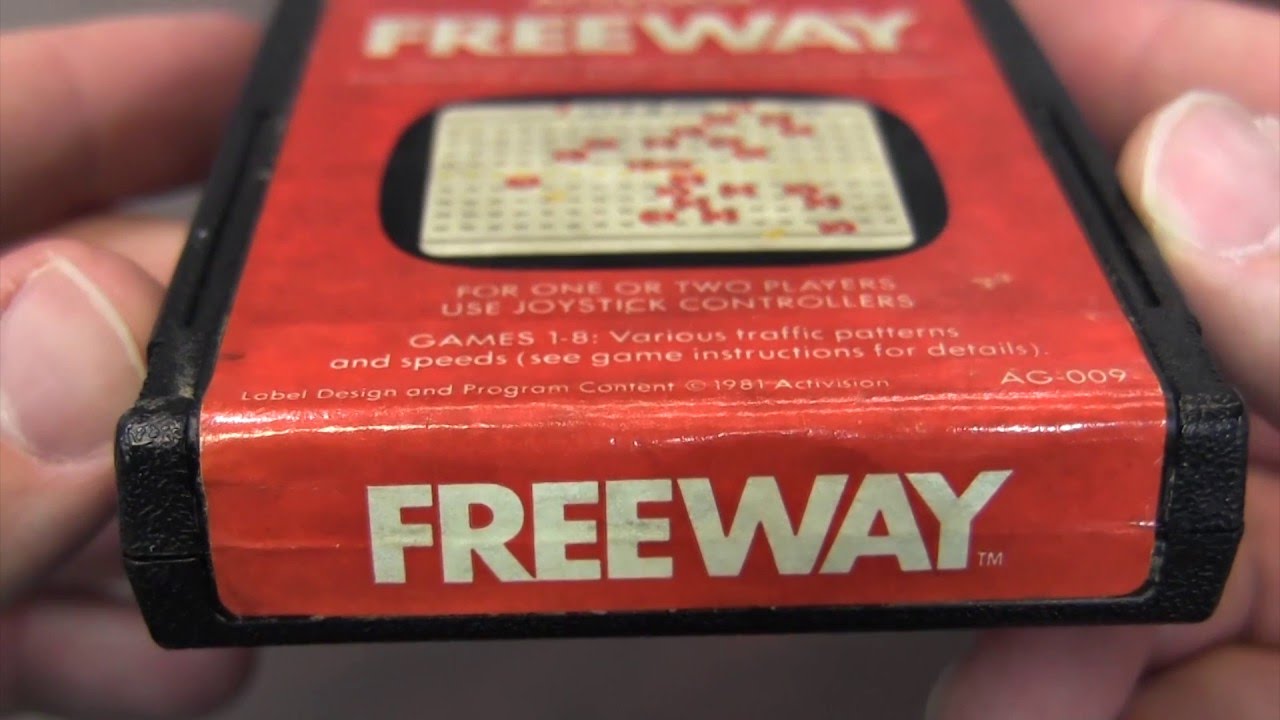 FREEWAY
FOR ONE OR TWO PLAYERS
USE JOYSTICK CONTROLLERS
GAMES 1-8: Various traffic patterns
and speeds (see game instructions for details).
Label Design and Program Content © 1981 Activision
AG-009
FREEWAY™